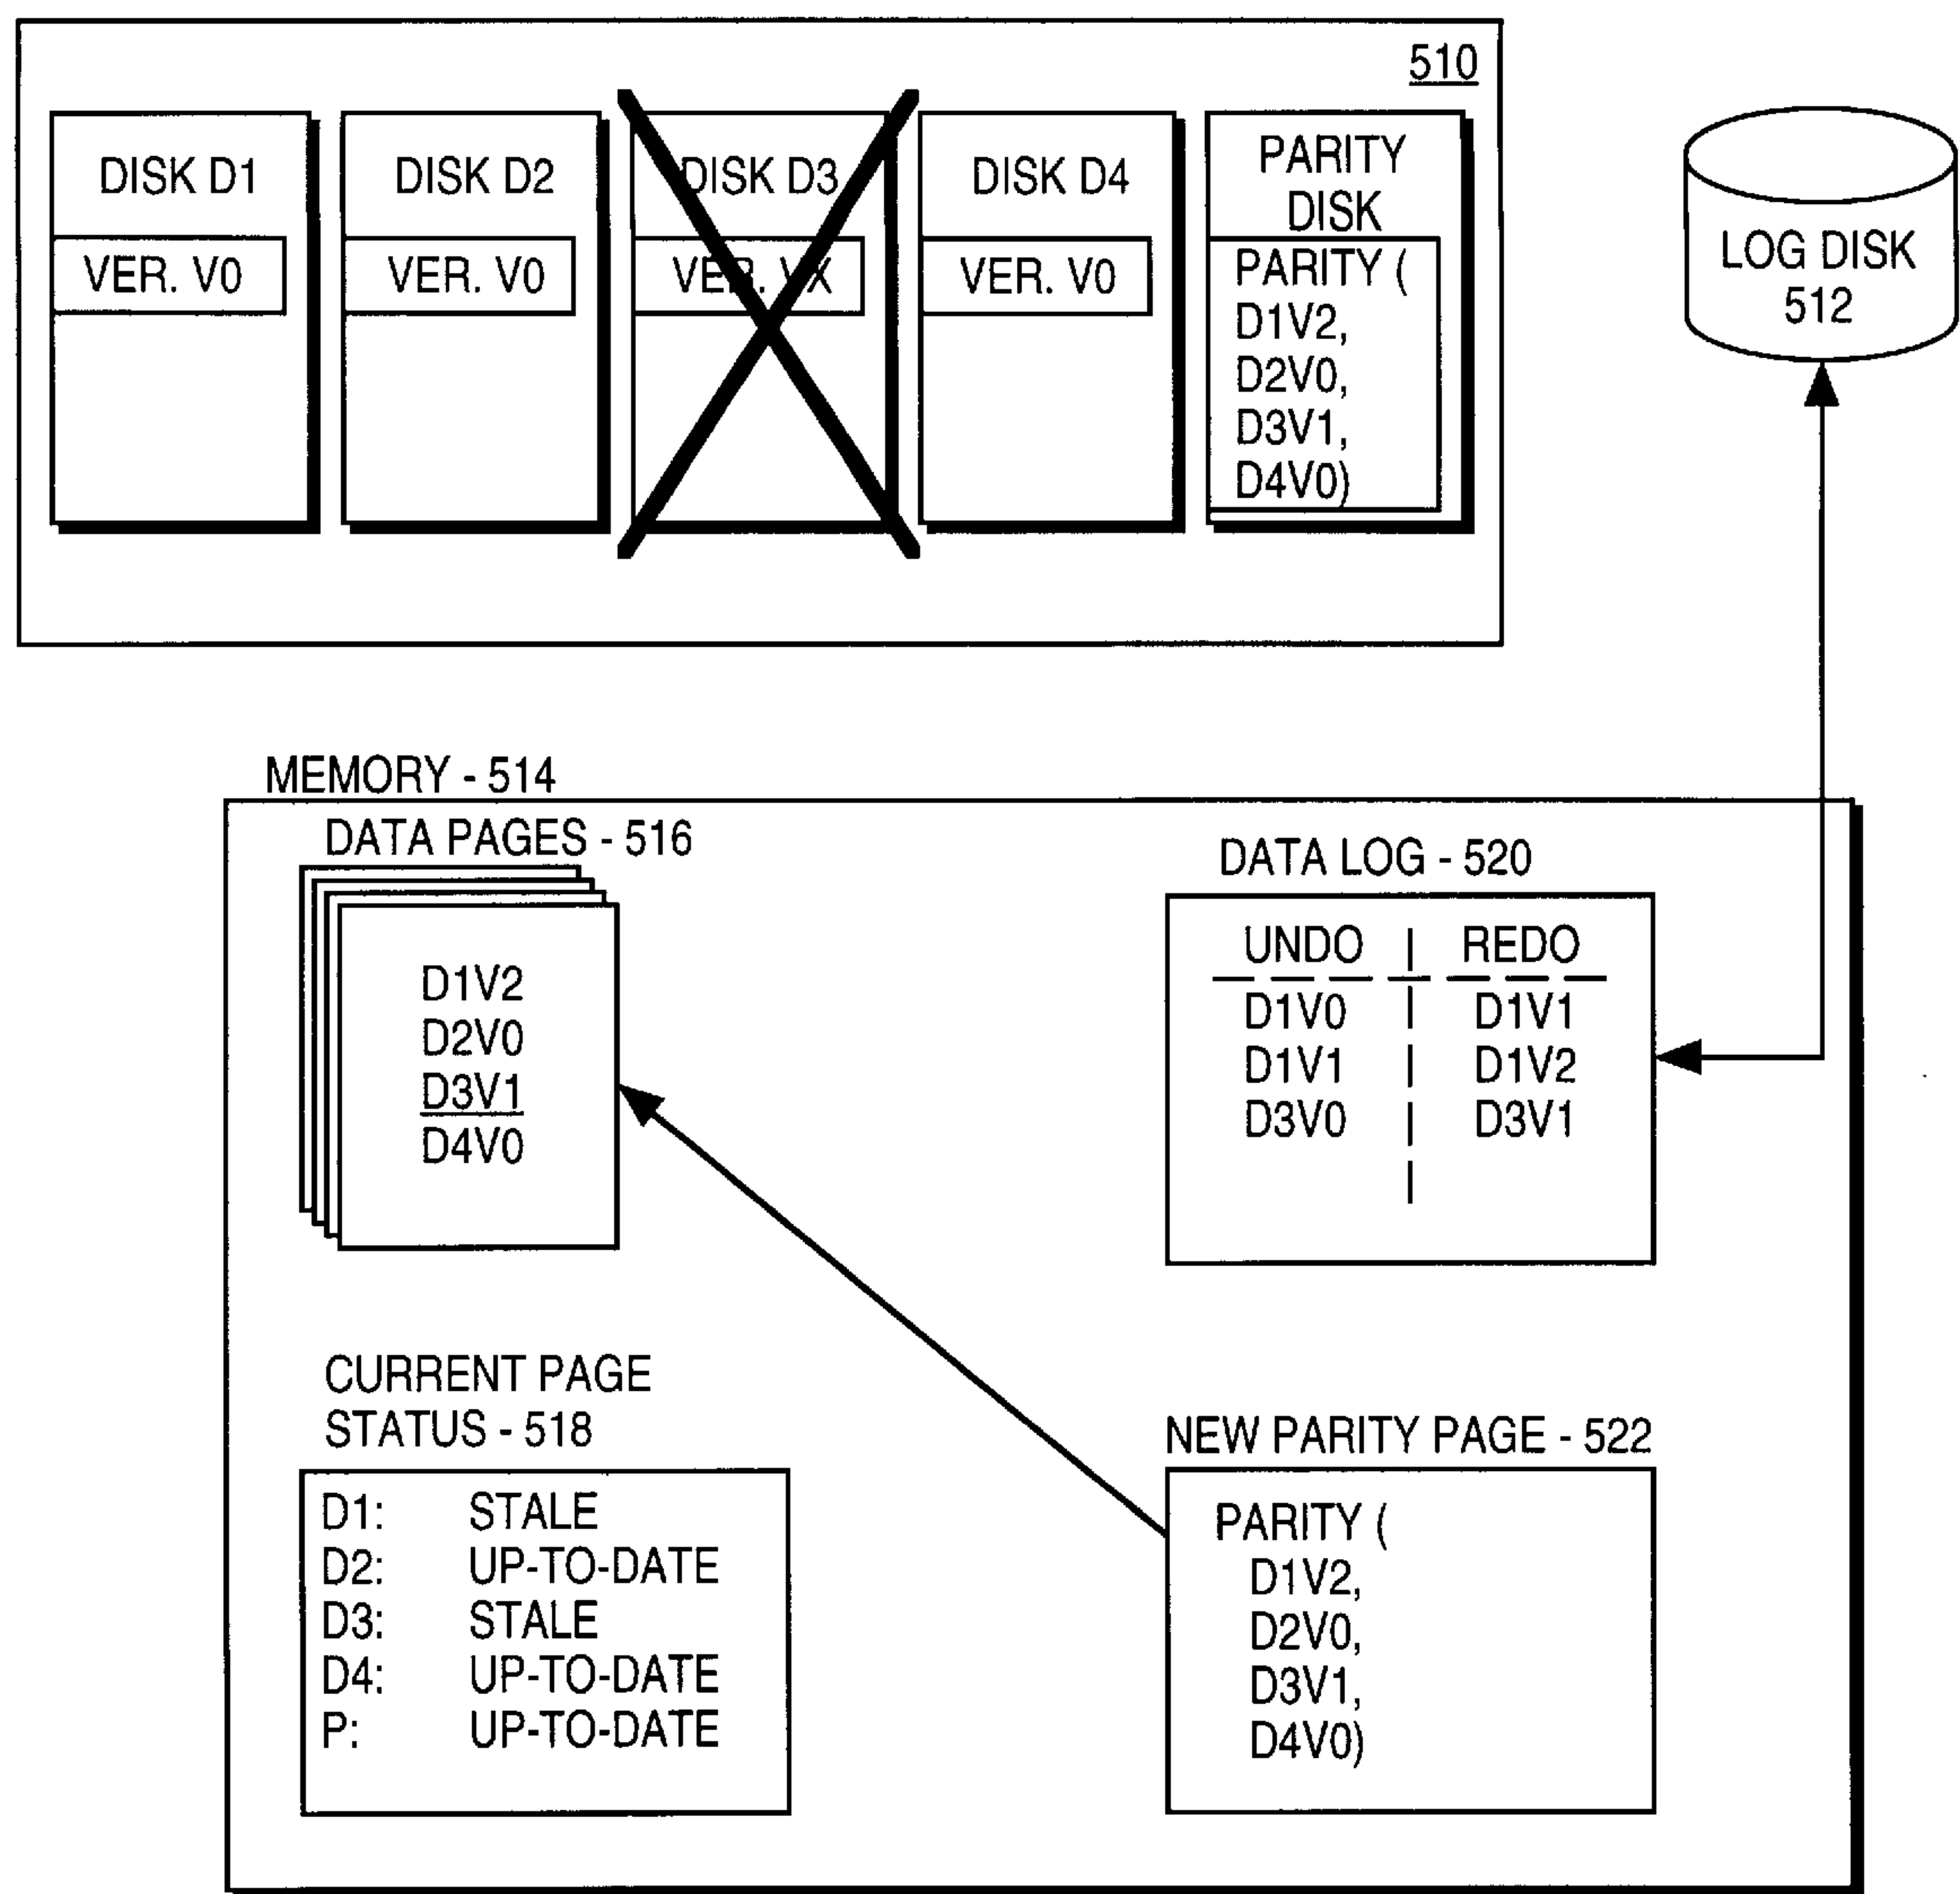 510
DISK D1
VER. V0
DISK D2
VER. V0
DISK D3
VER. VX
DISK D4
VER. V0
PARITY
DISK
PARITY (
D1V2,
D2V0,
D3V1,
D4V0)
LOG DISK
512
MEMORY - 514
DATA PAGES - 516
D1V2
D2V0
D3V1
D4V0
DATA LOG - 520
UNDO | REDO
D1V0 | D1V1
D1V1 | D1V2
D3V0 | D3V1
CURRENT PAGE
STATUS - 518
D1: STALE
D2: UP-TO-DATE
D3: STALE
D4: UP-TO-DATE
P: UP-TO-DATE
NEW PARITY PAGE - 522
PARITY (
D1V2,
D2V0,
D3V1,
D4V0)